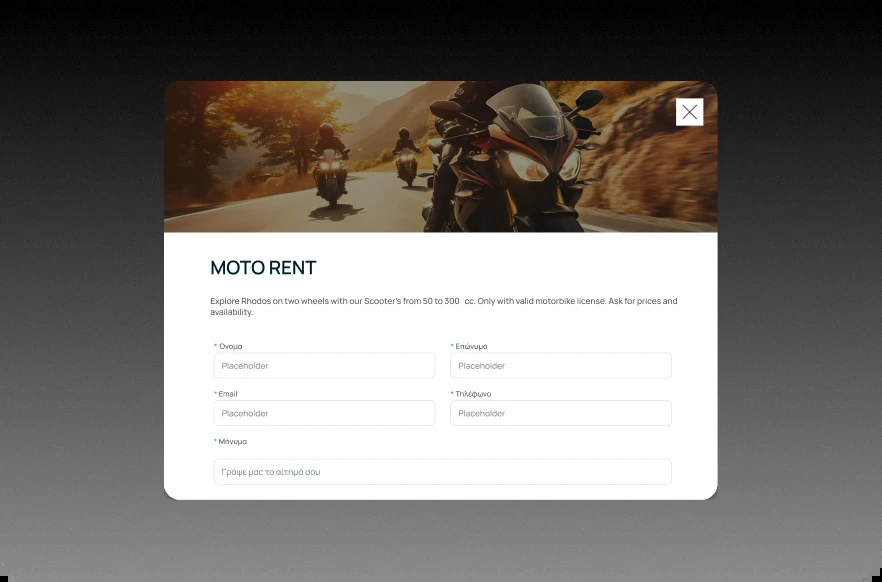 MOTO RENT
Explore Rhodos on two wheels with our Scooter's from 50 to 300 cc. Only with valid motorbike license. Ask for prices and
availability.
* Όνομα
* Επώνυμο
Placeholder
Placeholder
* Email
* Τηλέφωνο
Placeholder
Placeholder
* Μήνυμα
Γράψε μας το αίτημά σου